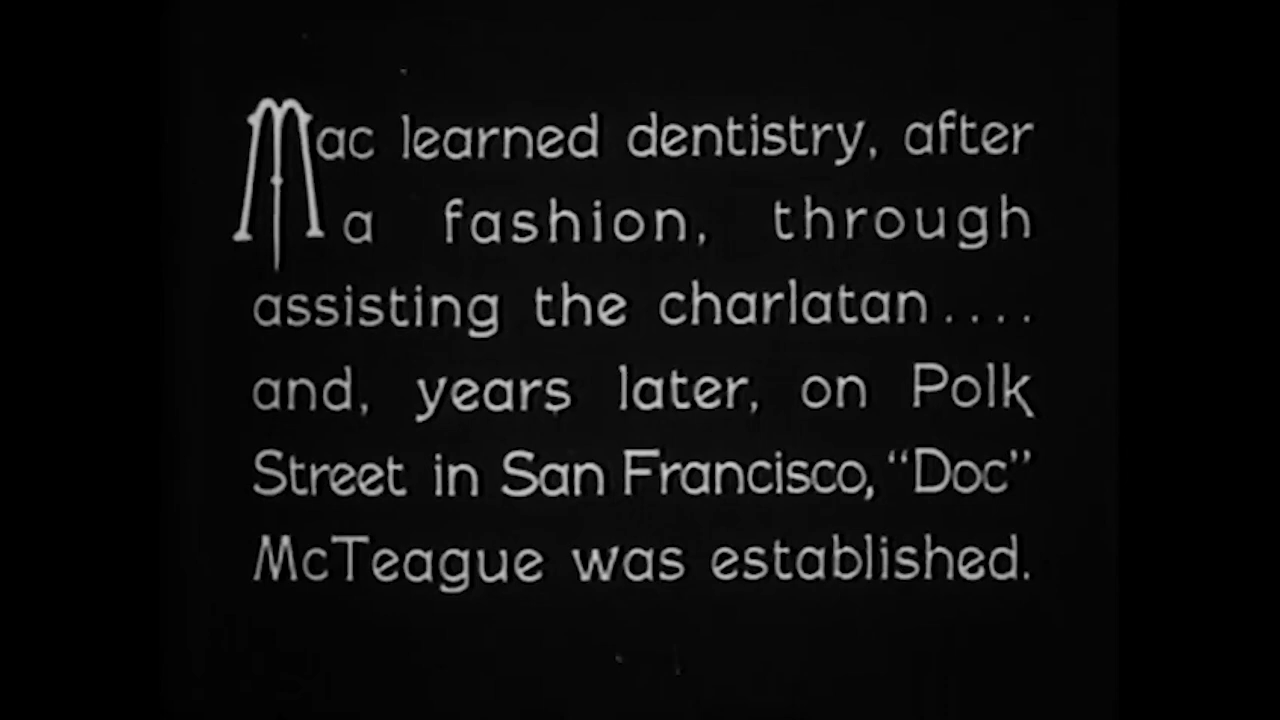 Mac learned dentistry, after
a fashion, through
assisting the charlatan....
and, years later, on Polk
Street in San Francisco, “Doc”
McTeague was established.